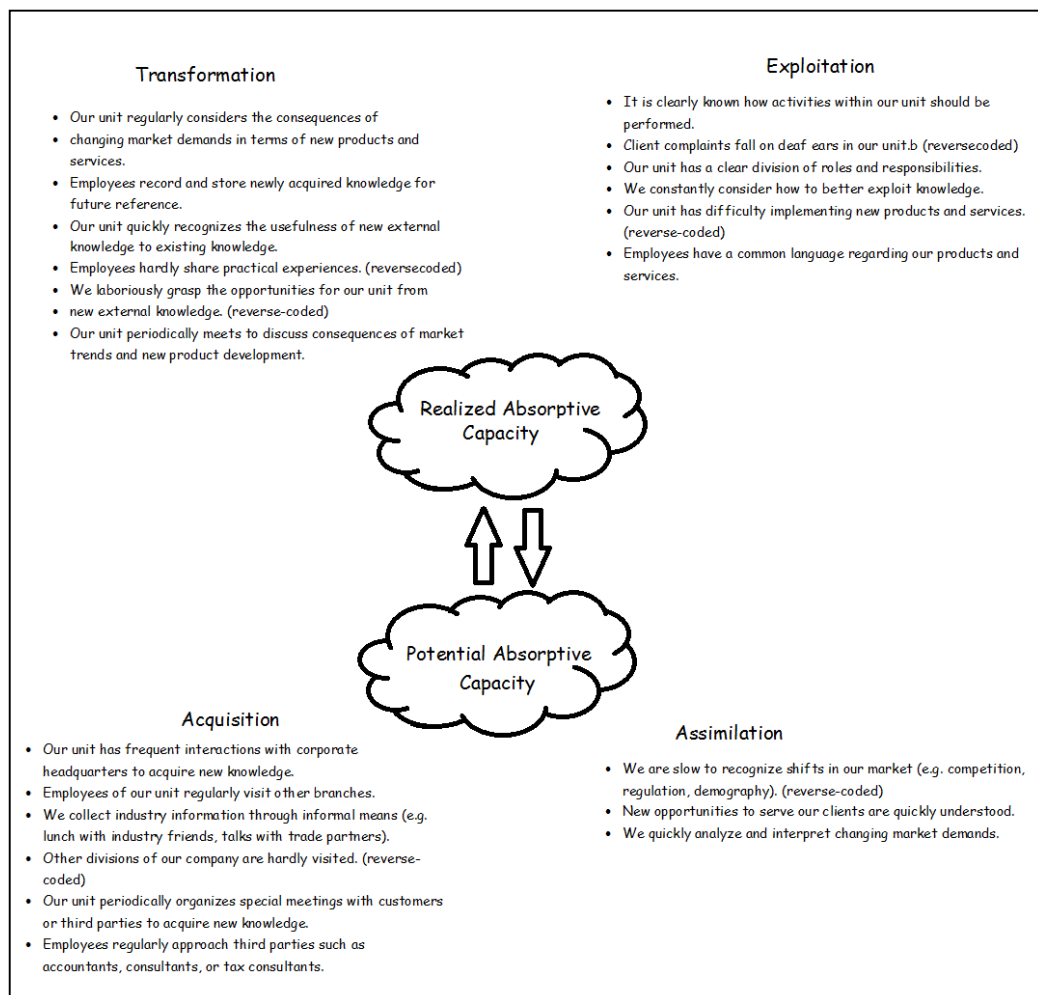 Transformation
• Our unit regularly considers the consequences of
• changing market demands in terms of new products and
services.
• Employees record and store newly acquired knowledge for
future reference.
• Our unit quickly recognizes the usefulness of new external
knowledge to existing knowledge.
• Employees hardly share practical experiences. (reversecoded)
• We laboriously grasp the opportunities for our unit from
• new external knowledge. (reverse-coded)
• Our unit periodically meets to discuss consequences of market
trends and new product development.
Exploitation
• It is clearly known how activities within our unit should be
performed.
• Client complaints fall on deaf ears in our unit.b (reversecoded)
• Our unit has a clear division of roles and responsibilities.
• We constantly consider how to better exploit knowledge.
• Our unit has difficulty implementing new products and services.
(reverse-coded)
• Employees have a common language regarding our products and
services.
Realized Absorptive
Capacity
Potential Absorptive
Capacity
Acquisition
• Our unit has frequent interactions with corporate
headquarters to acquire new knowledge.
• Employees of our unit regularly visit other branches.
• We collect industry information through informal means (e.g.
lunch with industry friends, talks with trade partners).
• Other divisions of our company are hardly visited. (reverse-
coded)
• Our unit periodically organizes special meetings with customers
or third parties to acquire new knowledge.
• Employees regularly approach third parties such as
accountants, consultants, or tax consultants.
Assimilation
• We are slow to recognize shifts in our market (e.g. competition,
regulation, demography). (reverse-coded)
• New opportunities to serve our clients are quickly understood.
• We quickly analyze and interpret changing market demands.